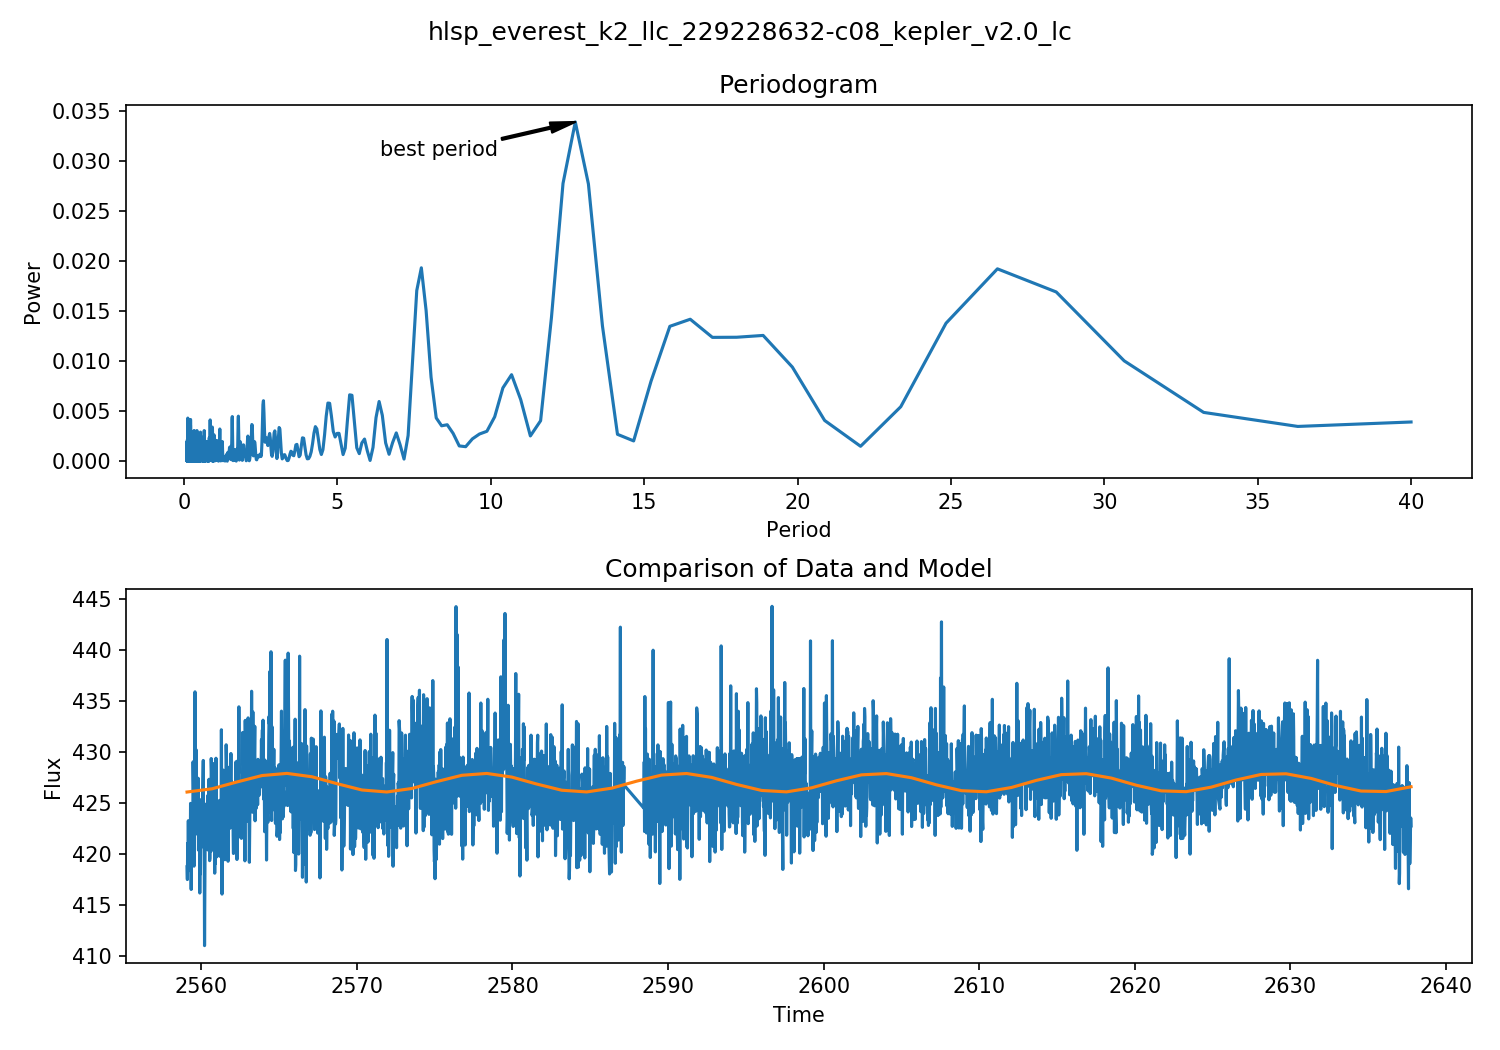 hlsp_everest_k2_llc_229228632-c08_kepler_v2.0_lc
Periodogram
0.035
0.030
0.025
0.020
0.015
0.010
0.005
0.000
Power
best period
0 5 10 15 20 25 30 35 40
Period
Comparison of Data and Model
445
440
435
430
425
420
415
410
Flux
2560 2570 2580 2590 2600 2610 2620 2630 2640
Time